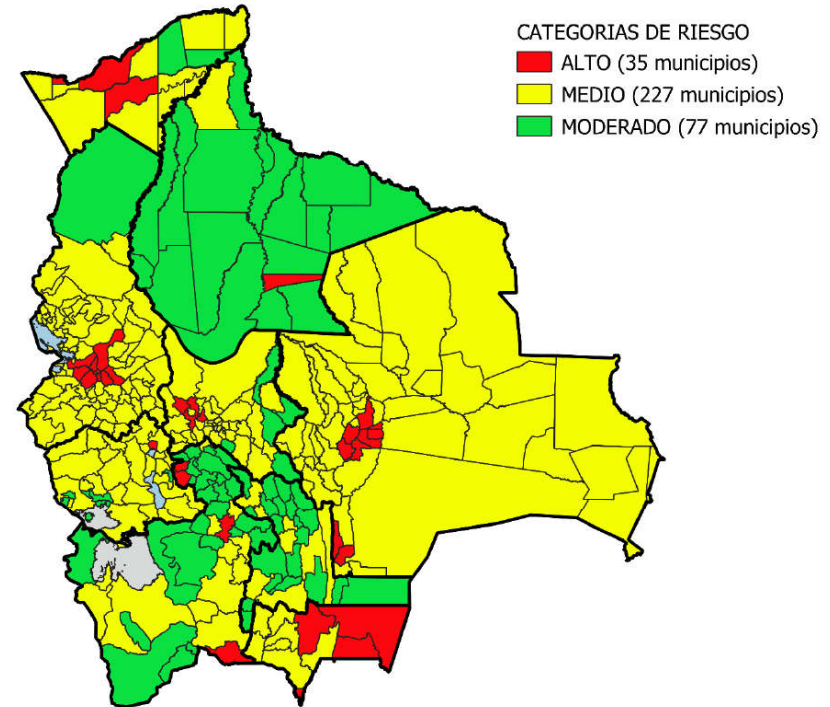 CATEGORIAS DE RIESGO
ALTO (35 municipios)
MEDIO (227 municipios)
MODERADO (77 municipios)